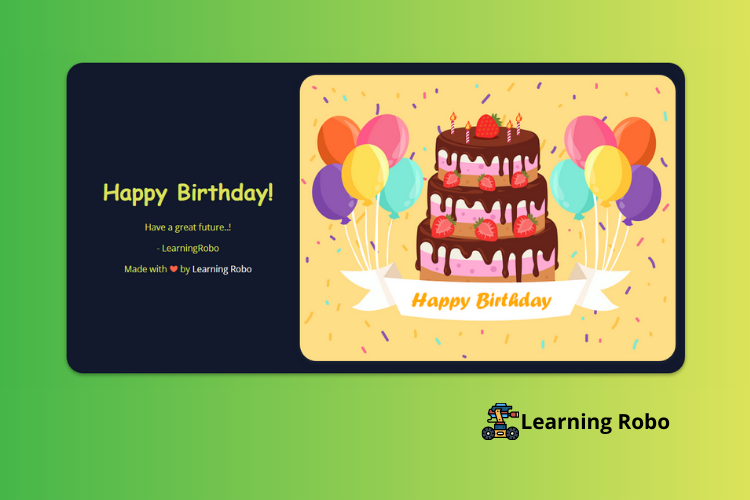 Happy Birthday!
Have a great future..!
- LearningRobo
Made with ❤ by Learning Robo
Happy Birthday
Learning Robo